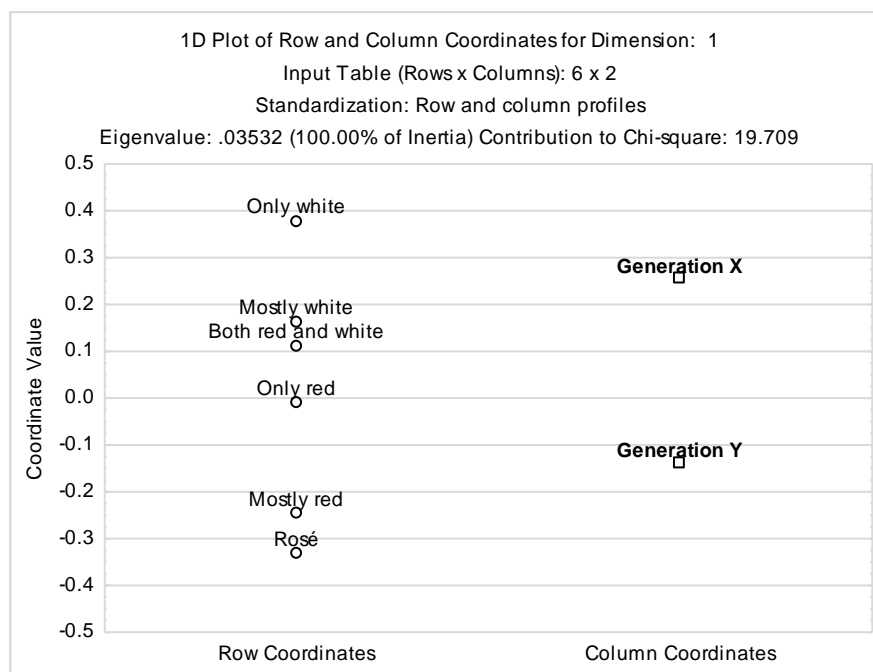 1D Plot of Row and Column Coordinates for Dimension: 1
Input Table (Rows x Columns): 6 x 2
Standardization: Row and column profiles
Eigenvalue: .03532 (100.00% of Inertia) Contribution to Chi-square: 19.709
0.5
0.4
0.3
0.2
0.1
0.0
-0.1
-0.2
-0.3
-0.4
-0.5
Coordinate Value
Only white
Mostly white
Both red and white
Only red
Mostly red
Rosé
Generation X
Generation Y
Row Coordinates
Column Coordinates